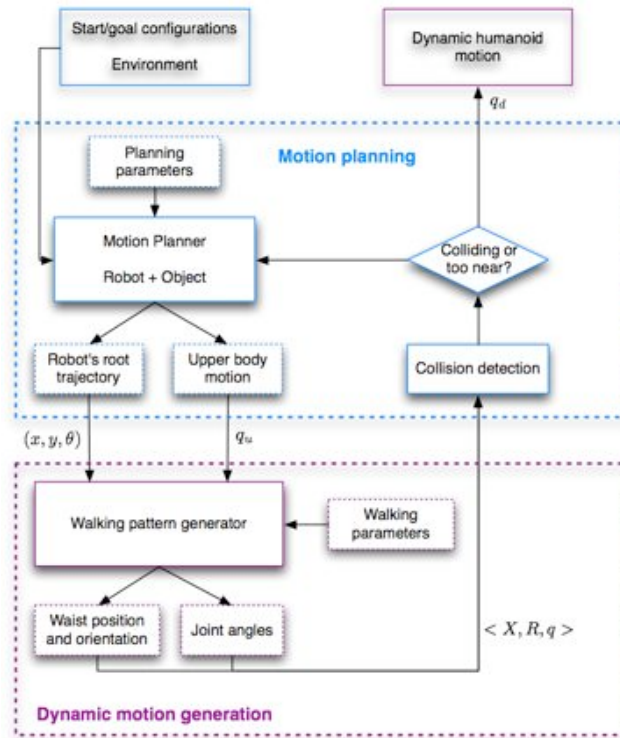 Start/goal configurations
Environment
Dynamic humanoid
motion
q_d
Planning
parameters
Motion planning
Motion Planner
Robot + Object
Colliding or
too near?
Robot's root
trajectory
Upper body
motion
Collision detection
(x, y, θ)
q_u
Walking pattern generator
Walking
parameters
Waist position
and orientation
Joint angles
< X, R, q >
Dynamic motion generation